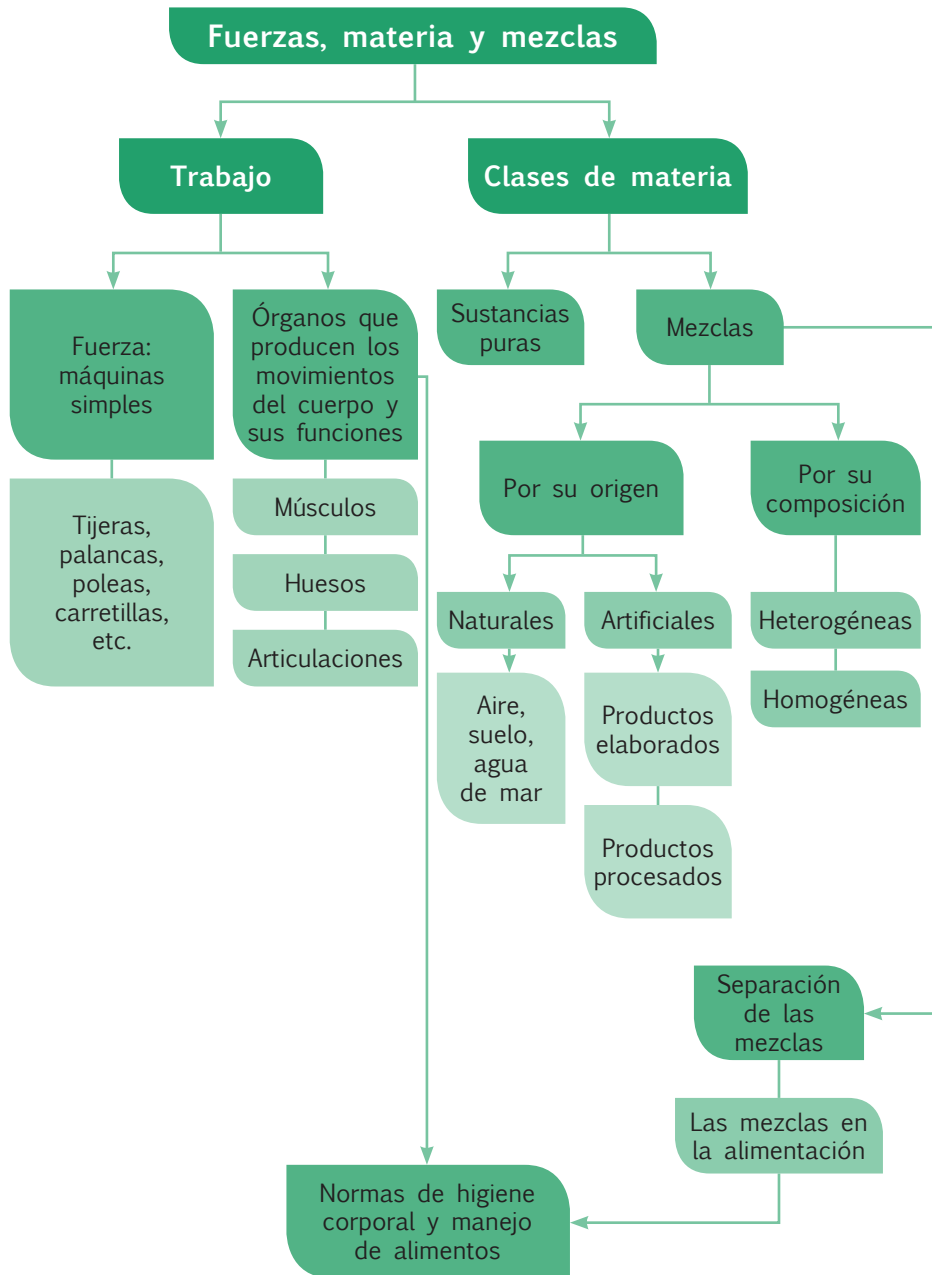 Fuerzas, materia y mezclas
Trabajo
Clases de materia
Fuerza:
máquinas
simples
Órganos que
producen los
movimientos
del cuerpo y
sus funciones
Sustancias
puras
Mezclas
Tijeras,
palancas,
poleas,
carretillas,
etc.
Músculos
Huesos
Articulaciones
Por su origen
Por su
composición
Naturales
Artificiales
Heterogéneas
Homogéneas
Aire,
suelo,
agua
de mar
Productos
elaborados
Productos
procesados
Separación
de las
mezclas
Las mezclas en
la alimentación
Normas de higiene
corporal y manejo
de alimentos